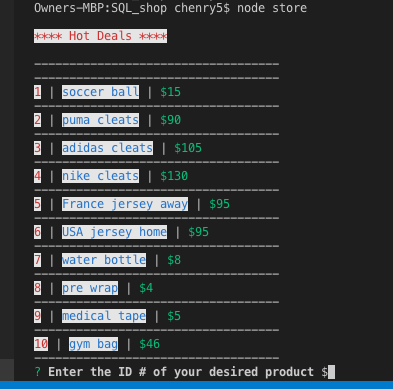 Owners-MBP:SQL_shop chenry5$ node store
**** Hot Deals ****
-----------------------------------
-----------------------------------
1 | soccer ball | $15
-----------------------------------
2 | puma cleats | $90
-----------------------------------
3 | adidas cleats | $105
-----------------------------------
4 | nike cleats | $130
-----------------------------------
5 | France jersey away | $95
-----------------------------------
6 | USA jersey home | $95
-----------------------------------
7 | water bottle | $8
-----------------------------------
8 | pre wrap | $4
-----------------------------------
9 | medical tape | $5
-----------------------------------
10 | gym bag | $46
-----------------------------------
? Enter the ID # of your desired product $